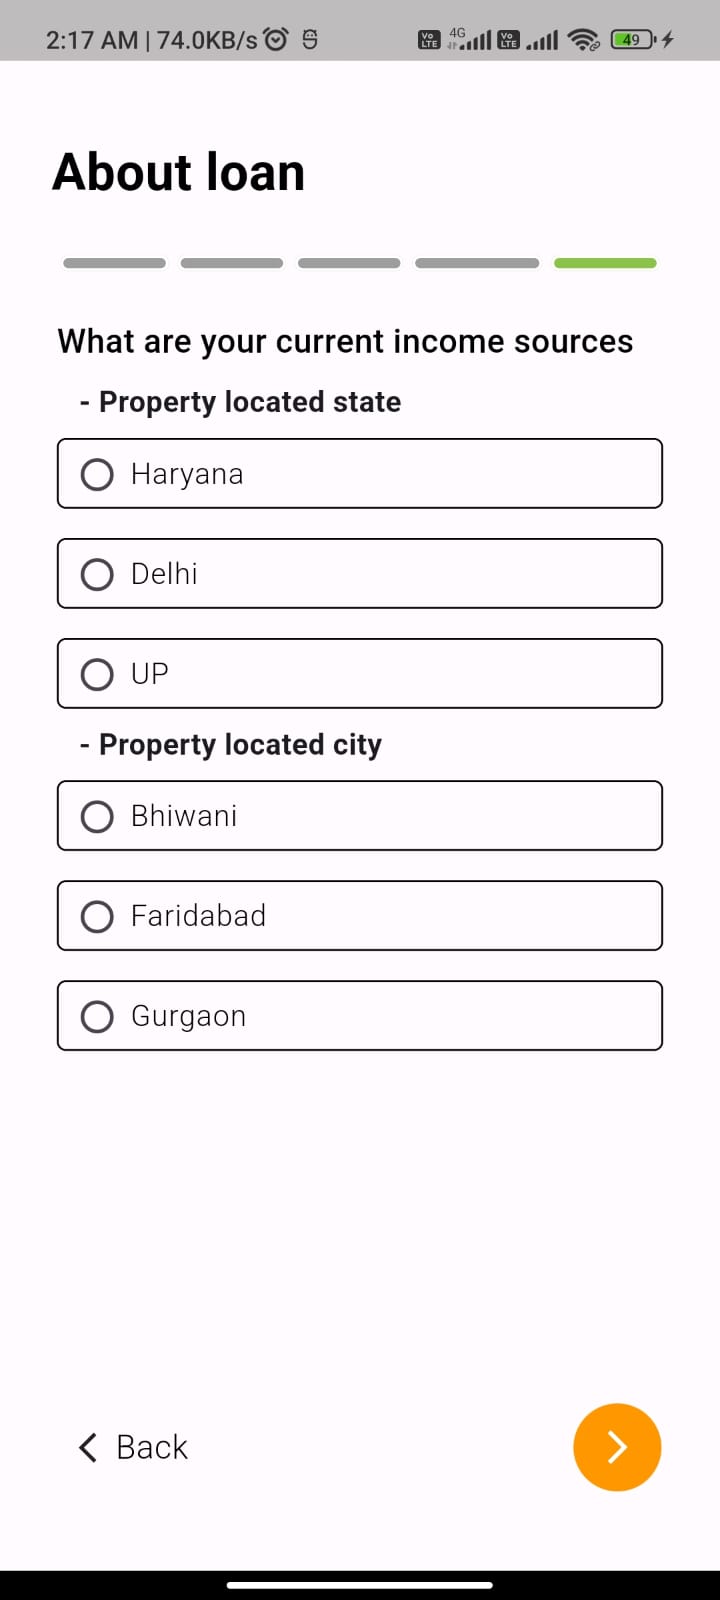 2:17 AM | 74.0KB/s
Vo LTE 4G Vo LTE 49
About loan
What are your current income sources
- Property located state
Haryana
Delhi
UP
- Property located city
Bhiwani
Faridabad
Gurgaon
Back